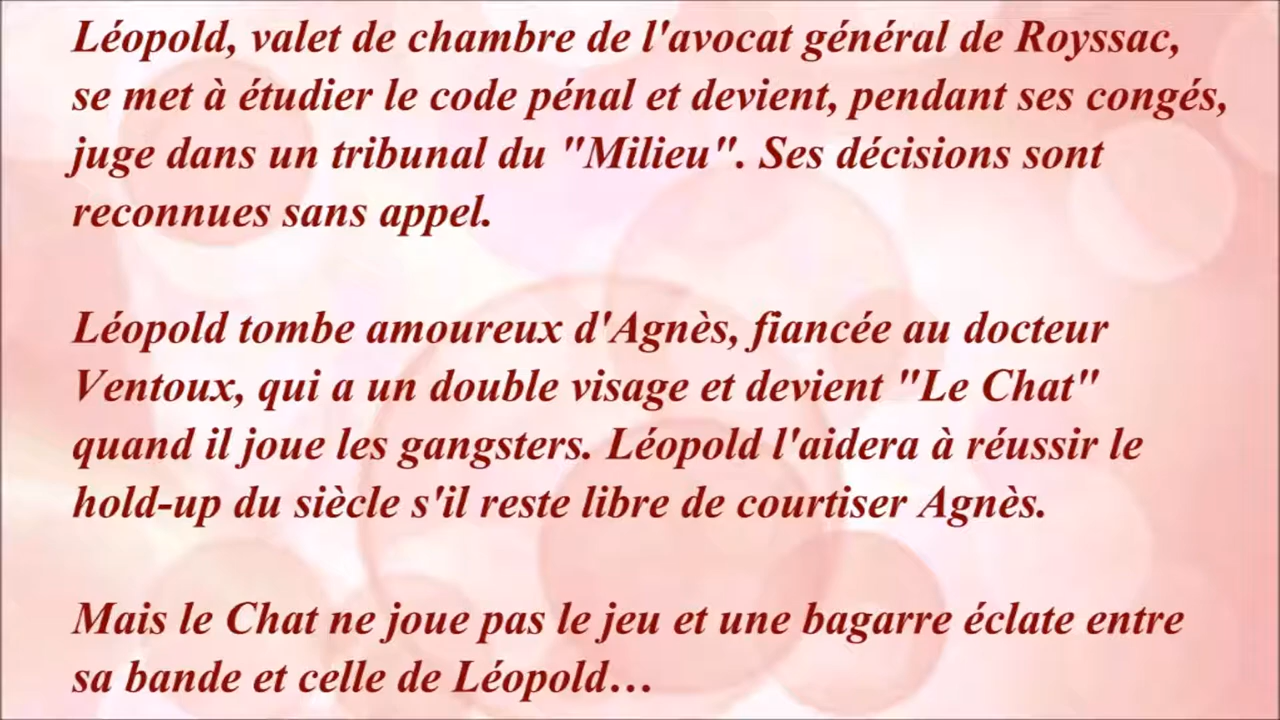 Léopold, valet de chambre de l'avocat général de Royssac,
se met à étudier le code pénal et devient, pendant ses congés,
juge dans un tribunal du "Milieu". Ses décisions sont
reconnues sans appel.
Léopold tombe amoureux d'Agnès, fiancée au docteur
Ventoux, qui a un double visage et devient "Le Chat"
quand il joue les gangsters. Léopold l'aidera à réussir le
hold-up du siècle s'il reste libre de courtiser Agnès.
Mais le Chat ne joue pas le jeu et une bagarre éclate entre
sa bande et celle de Léopold…